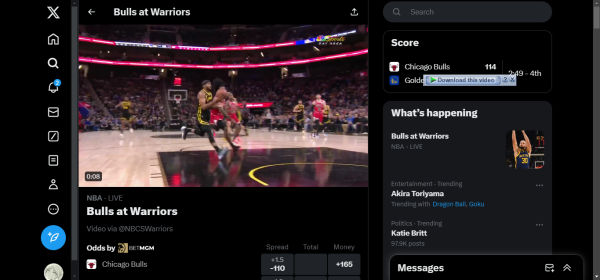 Bulls at Warriors
0:08
NBA · LIVE
Bulls at Warriors
Video via @NBCSWarriors
Odds by BETMGM
Spread Total Money
Chicago Bulls +1.5 -110 +165
Search
Score
Chicago Bulls 114
2:49 - 4th
Download this video ? X
What's happening
Bulls at Warriors
NBA · LIVE
Entertainment · Trending
Akira Toriyama
Trending with Dragon Ball, Goku
Politics · Trending
Katie Britt
97.9K posts
Messages